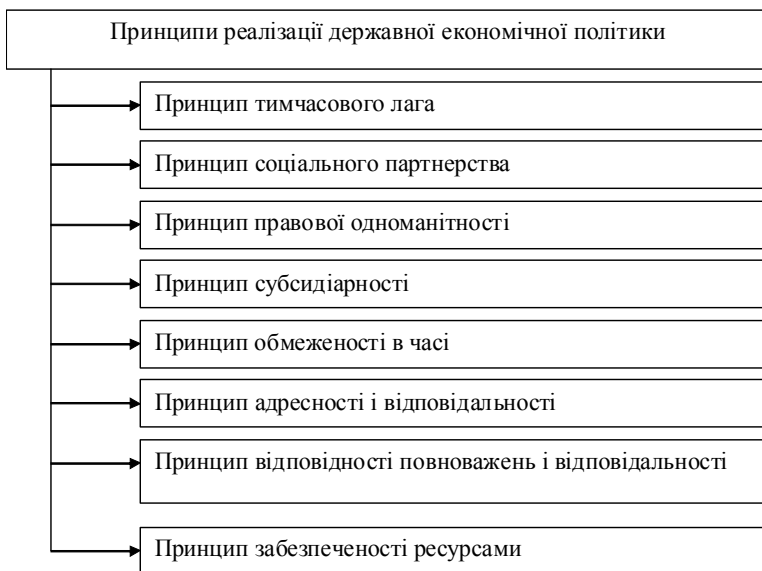 Принципи реалізації державної економічної політики
Принцип тимчасового лага
Принцип соціального партнерства
Принцип правової одноманітності
Принцип субсидіарності
Принцип обмеженості в часі
Принцип адресності і відповідальності
Принцип відповідності повноважень і відповідальності
Принцип забезпеченості ресурсами